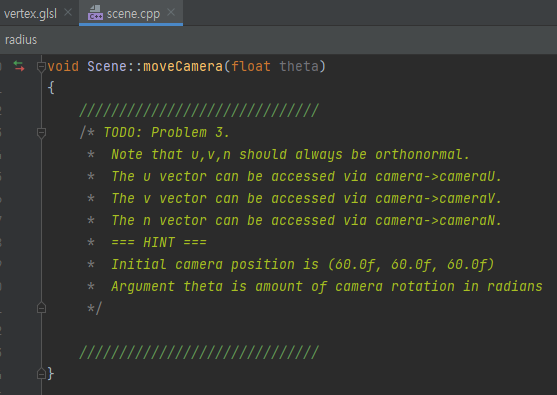 vertex.glsl
scene.cpp
radius
void Scene::moveCamera(float theta)
{
//////////////////////////////
/* TODO: Problem 3.
* Note that u,v,n should always be orthonormal.
* The u vector can be accessed via camera->cameraU.
* The v vector can be accessed via camera->cameraV.
* The n vector can be accessed via camera->cameraN.
* === HINT ===
* Initial camera position is (60.0f, 60.0f, 60.0f)
* Argument theta is amount of camera rotation in radians
*/
//////////////////////////////
}